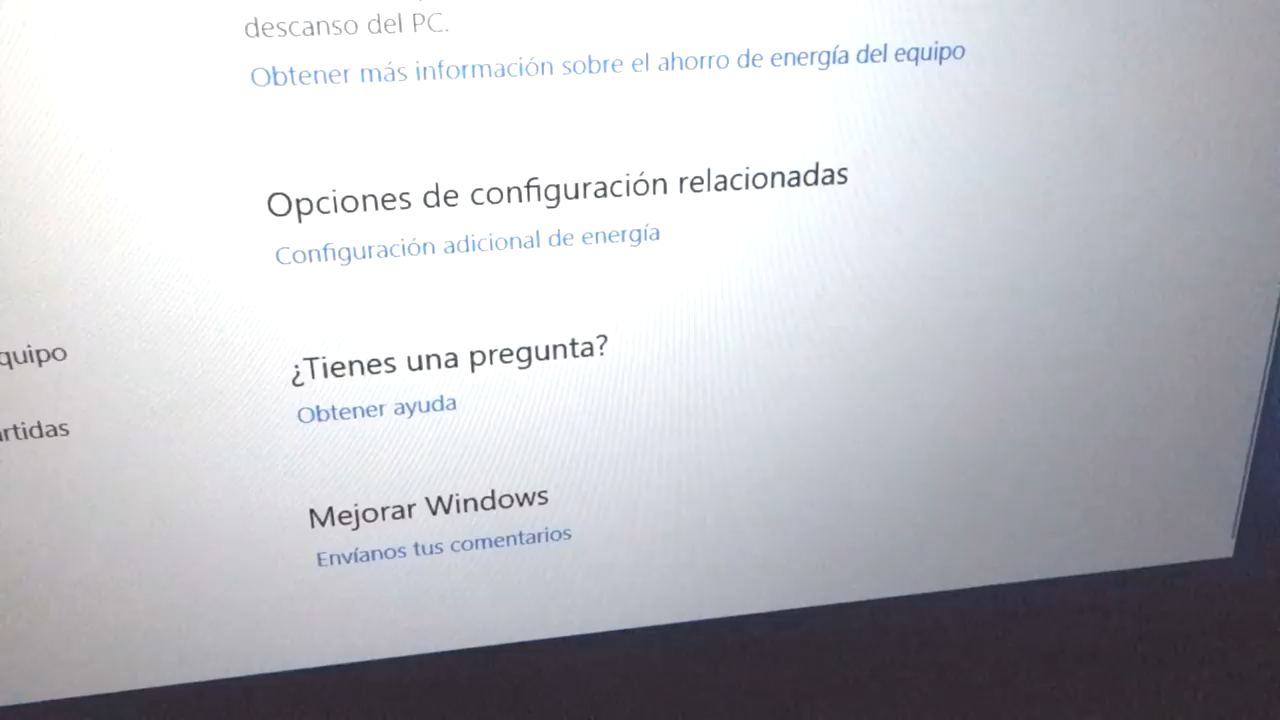 descanso del PC.
Obtener más información sobre el ahorro de energía del equipo
Opciones de configuración relacionadas
Configuración adicional de energía
¿Tienes una pregunta?
quipo
Obtener ayuda
rtidas
Mejorar Windows
Envíanos tus comentarios